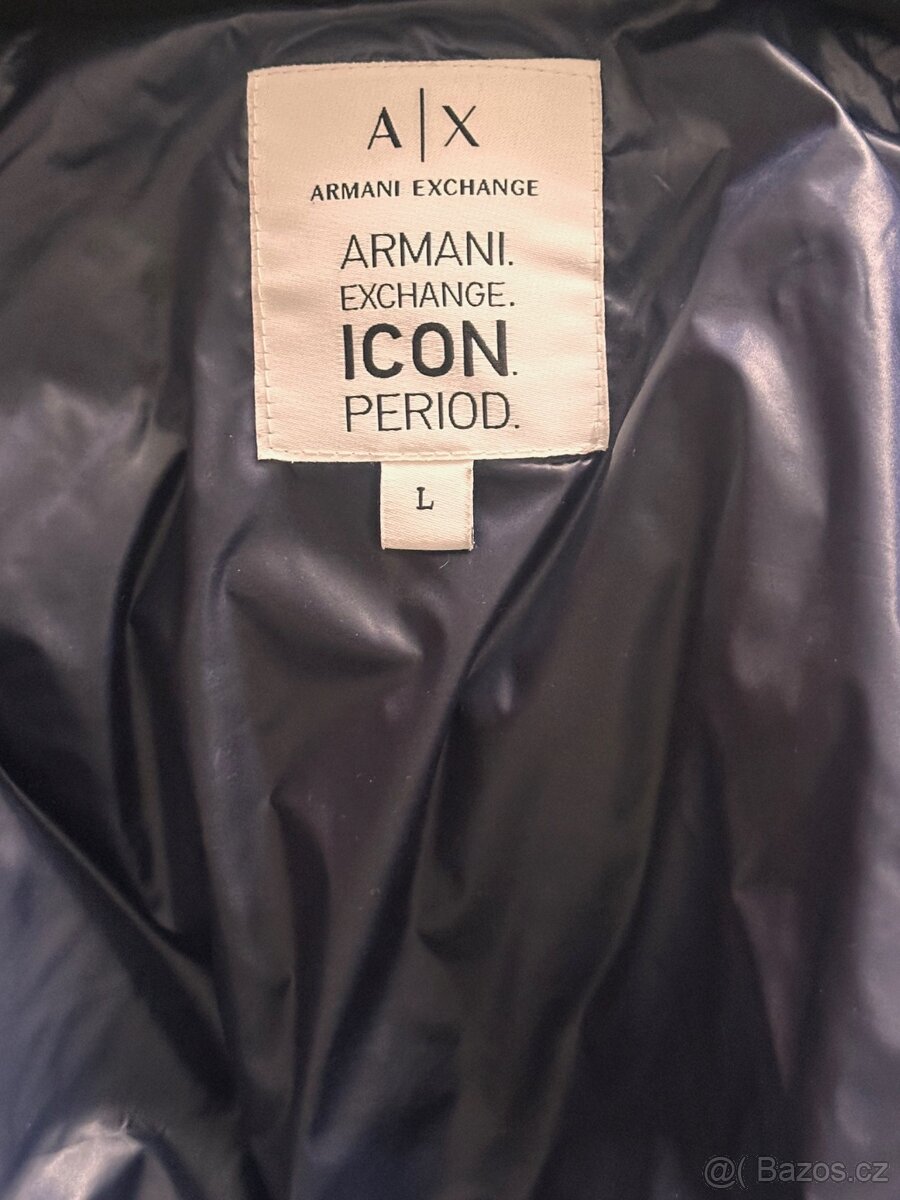 A|X
ARMANI EXCHANGE
ARMANI.
EXCHANGE.
ICON.
PERIOD.
L
@( Bazos.cz